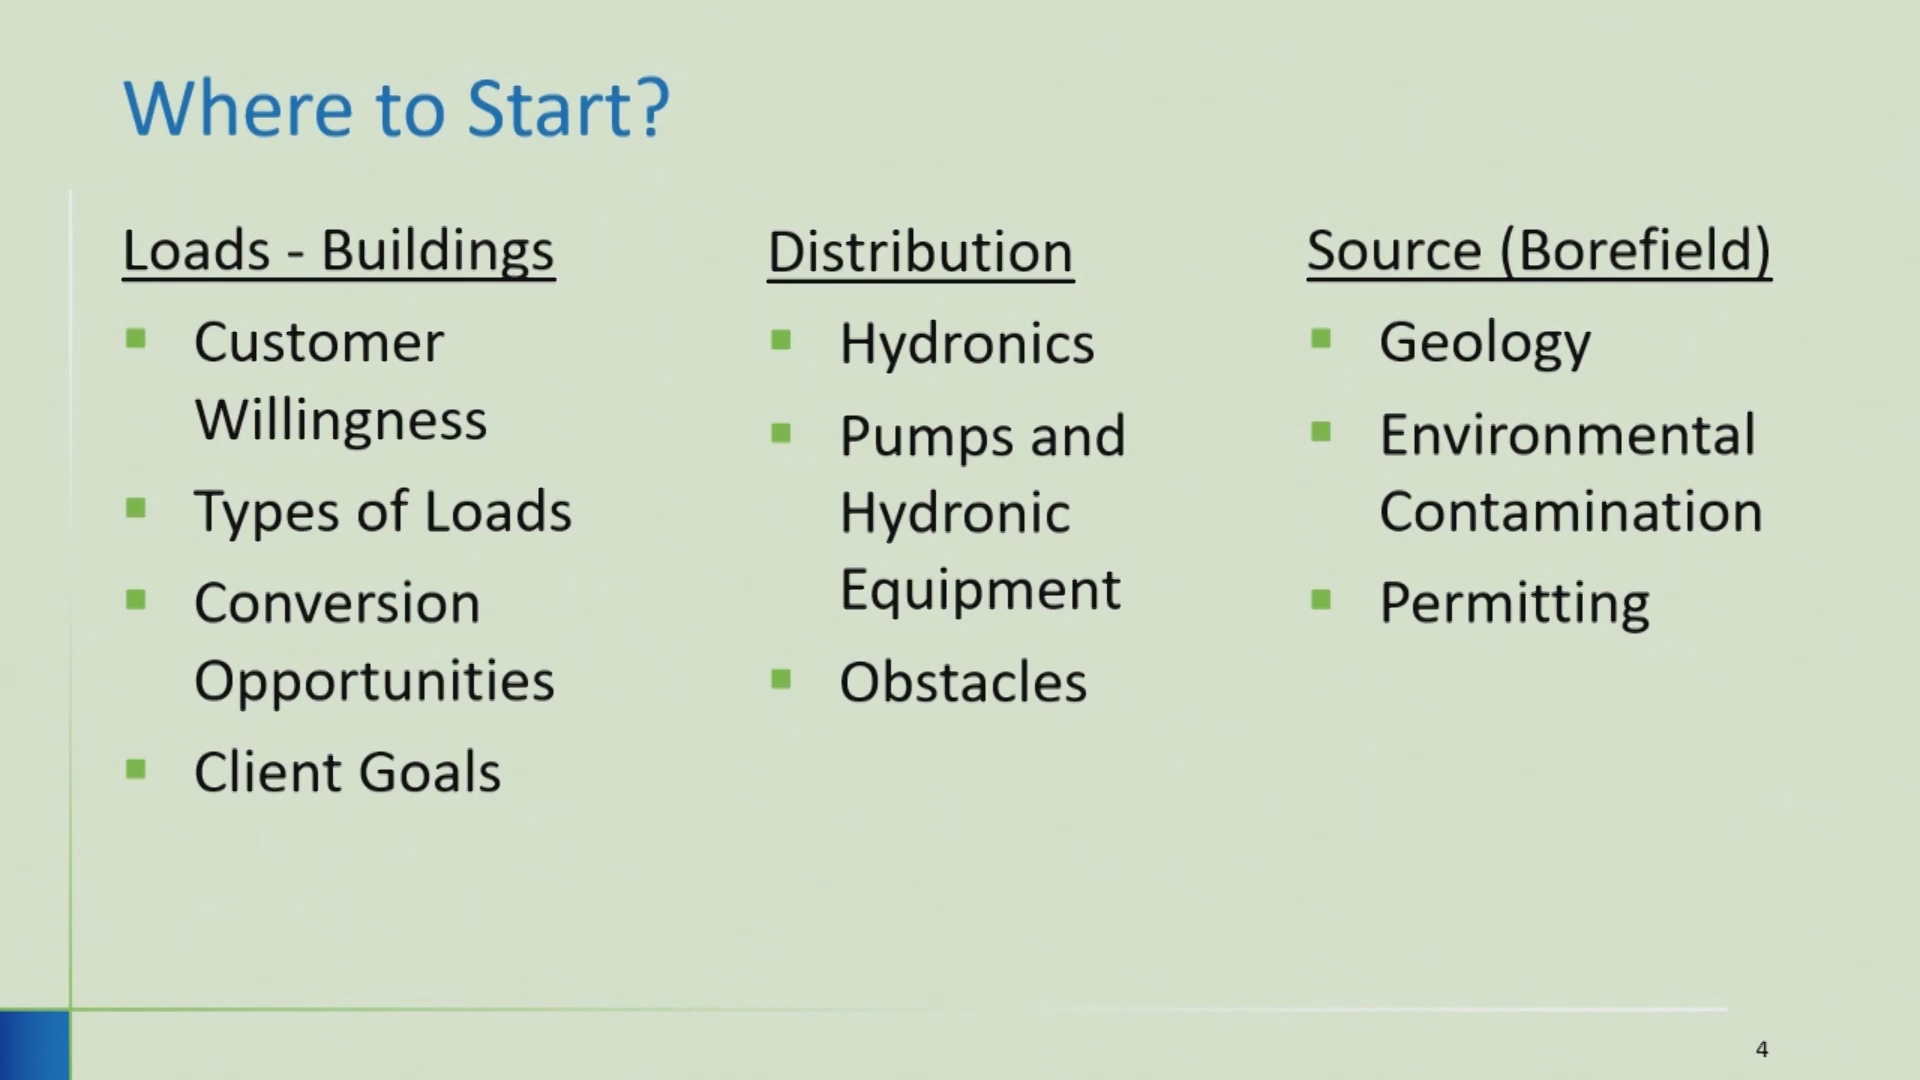 Where to Start?
Loads - Buildings
Customer
Willingness
Types of Loads
Conversion
Opportunities
Client Goals
Distribution
Hydronics
Pumps and
Hydronic
Equipment
Obstacles
Source (Borefield)
Geology
Environmental
Contamination
Permitting
4